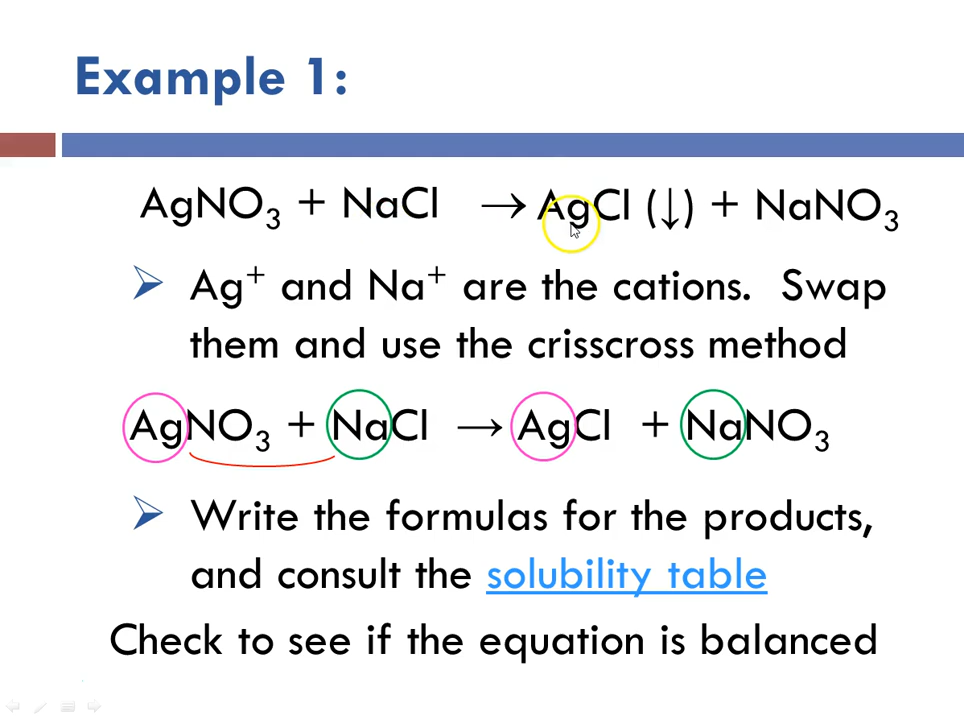 Example 1:
AgNO₃ + NaCl → AgCl (↓) + NaNO₃
➢ Ag⁺ and Na⁺ are the cations. Swap
them and use the crisscross method
AgNO₃ + NaCl → AgCl + NaNO₃
➢ Write the formulas for the products,
and consult the solubility table
Check to see if the equation is balanced